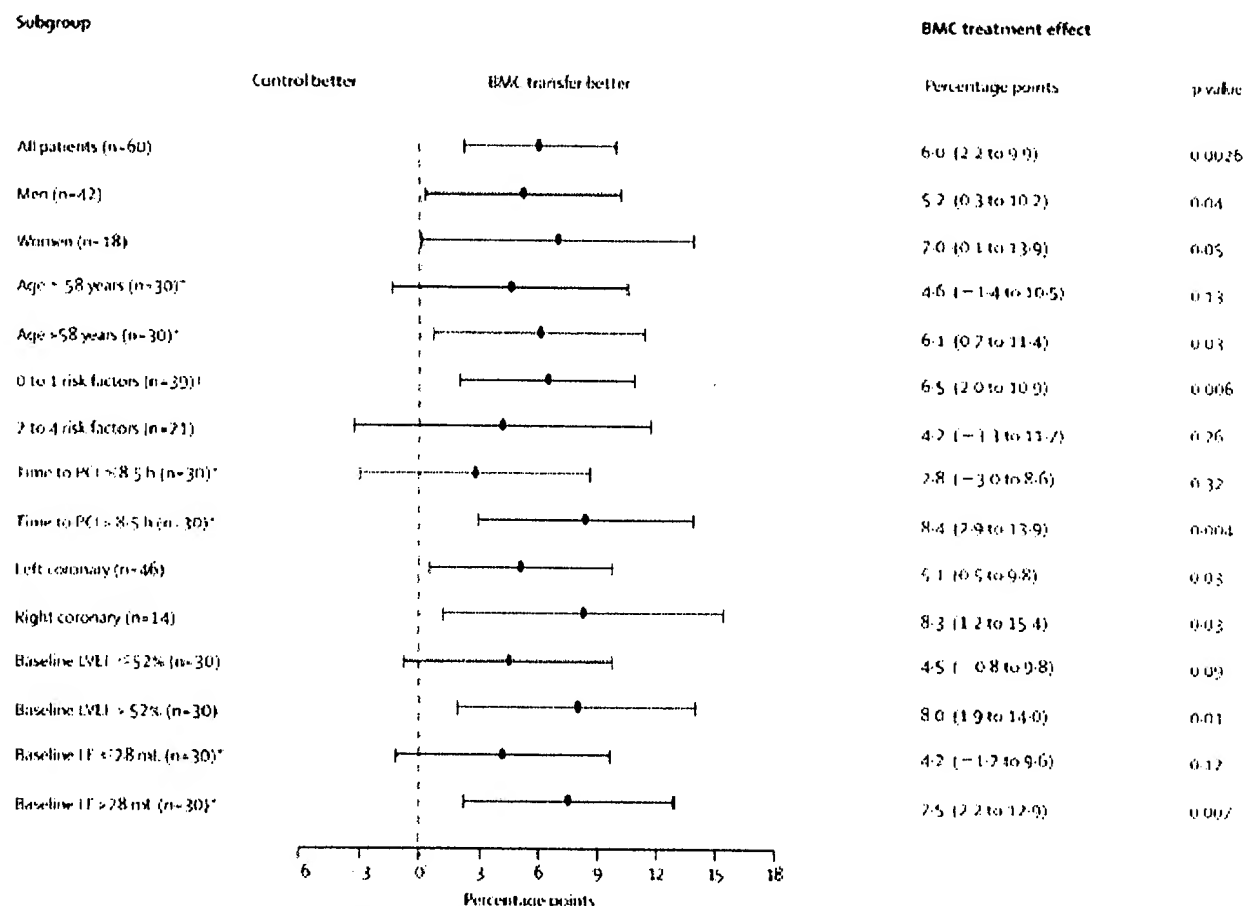 Subgroup BMC treatment effect
Control better BMC transfer better Percentage points p value
All patients (n=60) 6·0 (2·2 to 9·9) 0·0026
Men (n=42) 5·2 (0·3 to 10·2) 0·04
Women (n=18) 7·0 (0·1 to 13·9) 0·05
Age 58 years (n=30)* 4·6 (−1·4 to 10·5) 0·13
Age >58 years (n=30)* 6·1 (0·7 to 11·4) 0·03
0 to 1 risk factors (n=39)† 6·5 (2·0 to 10·9) 0·006
2 to 4 risk factors (n=21) 4·2 (−3·3 to 11·7) 0·26
Time to PCI ≤8·5 h (n=30)* 2·8 (−3·0 to 8·6) 0·32
Time to PCI >8·5 h (n=30)* 8·4 (2·9 to 13·9) 0·004
Left coronary (n=46) 5·1 (0·5 to 9·8) 0·03
Right coronary (n=14) 8·3 (1·2 to 15·4) 0·03
Baseline LVEF ≤52% (n=30) 4·5 (−0·8 to 9·8) 0·09
Baseline LVEF >52% (n=30) 8·0 (1·9 to 14·0) 0·01
Baseline LE ≤28 mL (n=30)* 4·2 (−1·2 to 9·6) 0·12
Baseline LE >28 mL (n=30)* 7·5 (2·2 to 12·9) 0·007
6 3 0 3 6 9 12 15 18
Percentage points